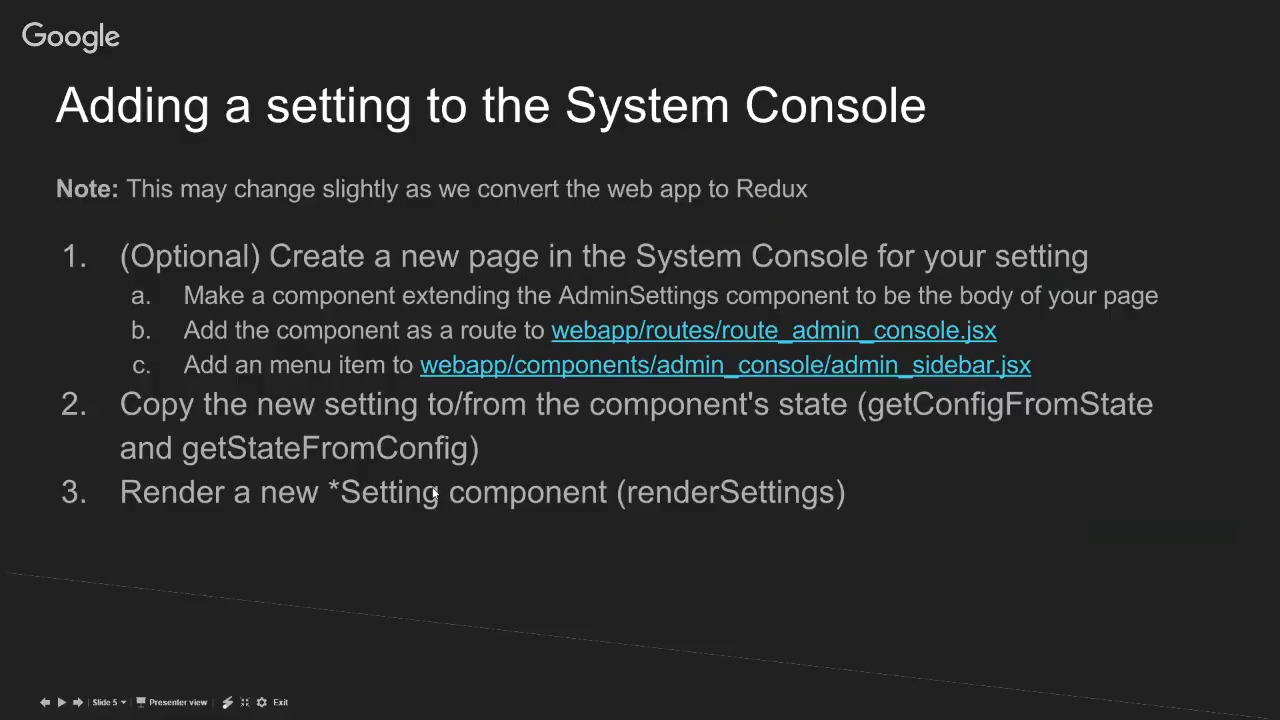 Google
Adding a setting to the System Console
Note: This may change slightly as we convert the web app to Redux
1. (Optional) Create a new page in the System Console for your setting
a. Make a component extending the AdminSettings component to be the body of your page
b. Add the component as a route to webapp/routes/route_admin_console.jsx
c. Add an menu item to webapp/components/admin_console/admin_sidebar.jsx
2. Copy the new setting to/from the component's state (getConfigFromState
and getStateFromConfig)
3. Render a new *Setting component (renderSettings)
Slide 5 Presenter view Exit